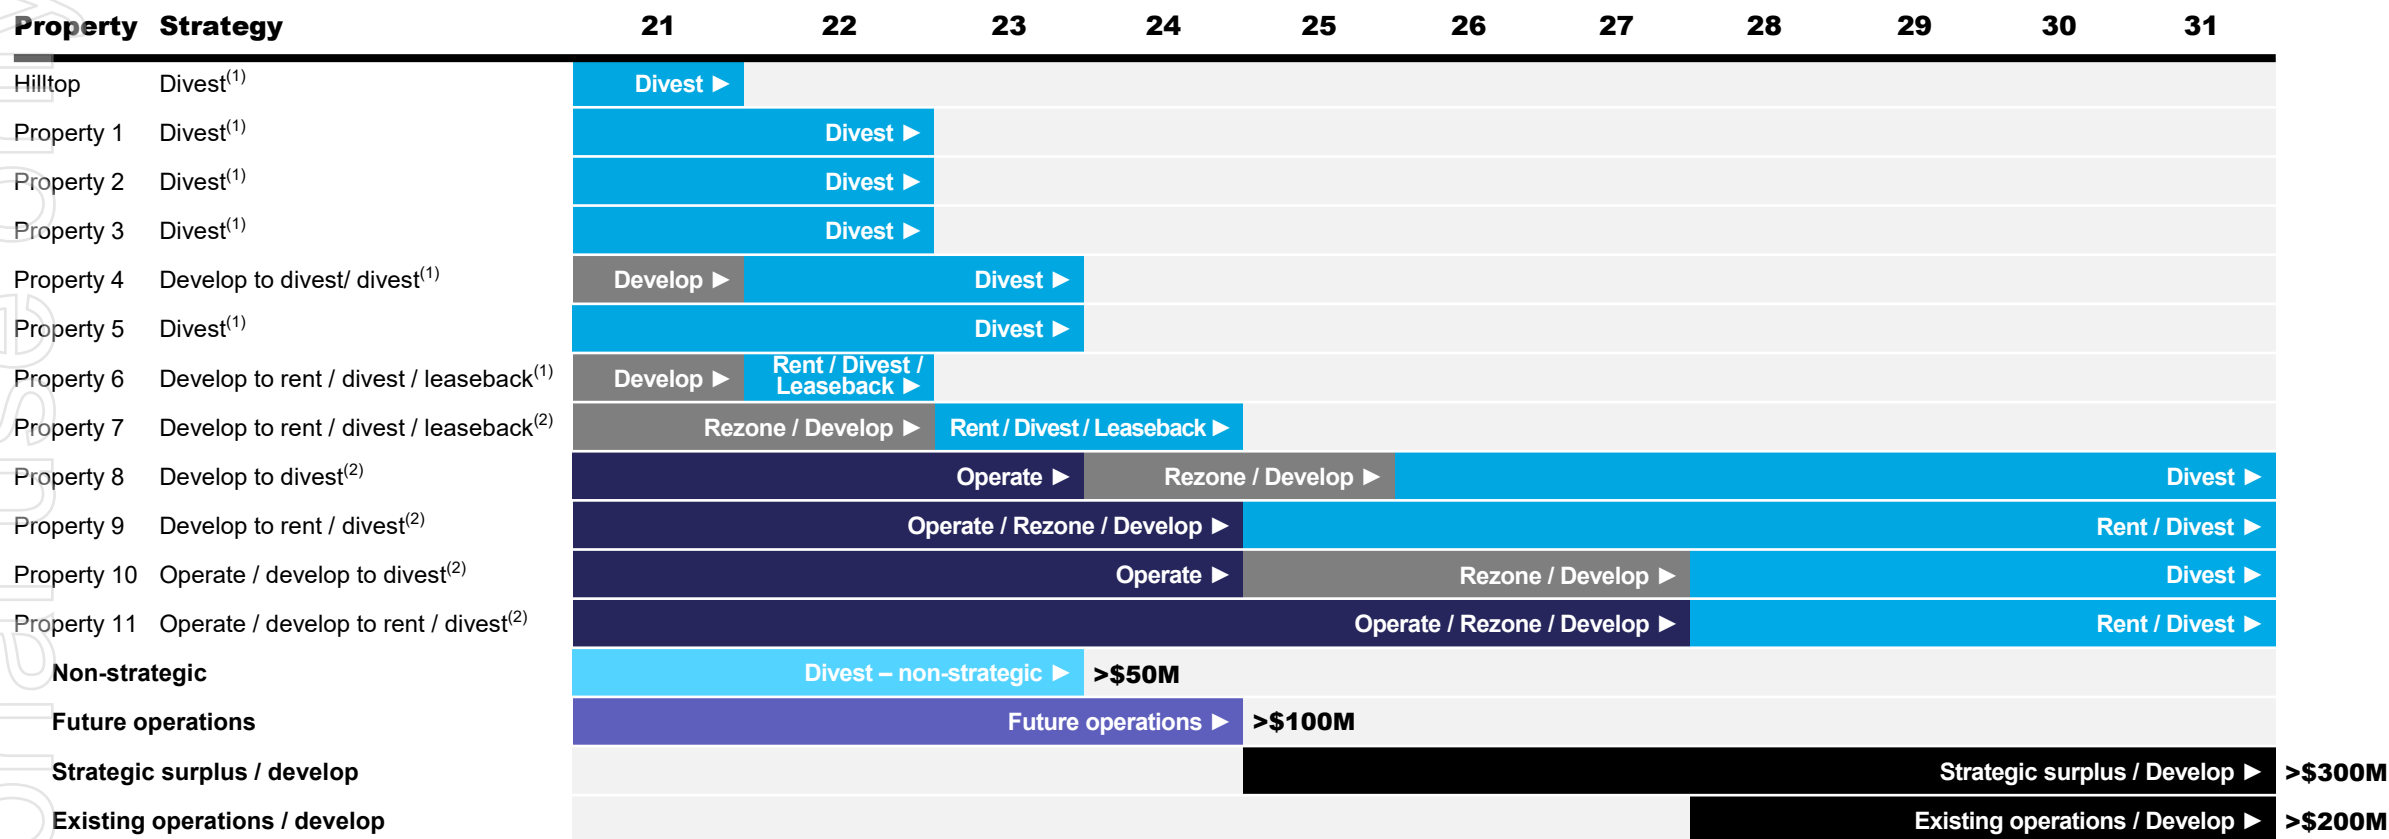 Property Strategy 21 22 23 24 25 26 27 28 29 30 31
Hilltop Divest(1) Divest ►
Property 1 Divest(1) Divest ►
Property 2 Divest(1) Divest ►
Property 3 Divest(1) Divest ►
Property 4 Develop to divest/ divest(1) Develop ► Divest ►
Property 5 Divest(1) Divest ►
Property 6 Develop to rent / divest / leaseback(1) Develop ► Rent / Divest /
Leaseback ►
Property 7 Develop to rent / divest / leaseback(2) Rezone / Develop ► Rent / Divest / Leaseback ►
Property 8 Develop to divest(2) Operate ► Rezone / Develop ► Divest ►
Property 9 Develop to rent / divest(2) Operate / Rezone / Develop ► Rent / Divest ►
Property 10 Operate / develop to divest(2) Operate ► Rezone / Develop ► Divest ►
Property 11 Operate / develop to rent / divest(2) Operate / Rezone / Develop ► Rent / Divest ►
Non-strategic Divest – non-strategic ► >$50M
Future operations Future operations ► >$100M
Strategic surplus / develop Strategic surplus / Develop ► >$300M
Existing operations / develop Existing operations / Develop ► >$200M